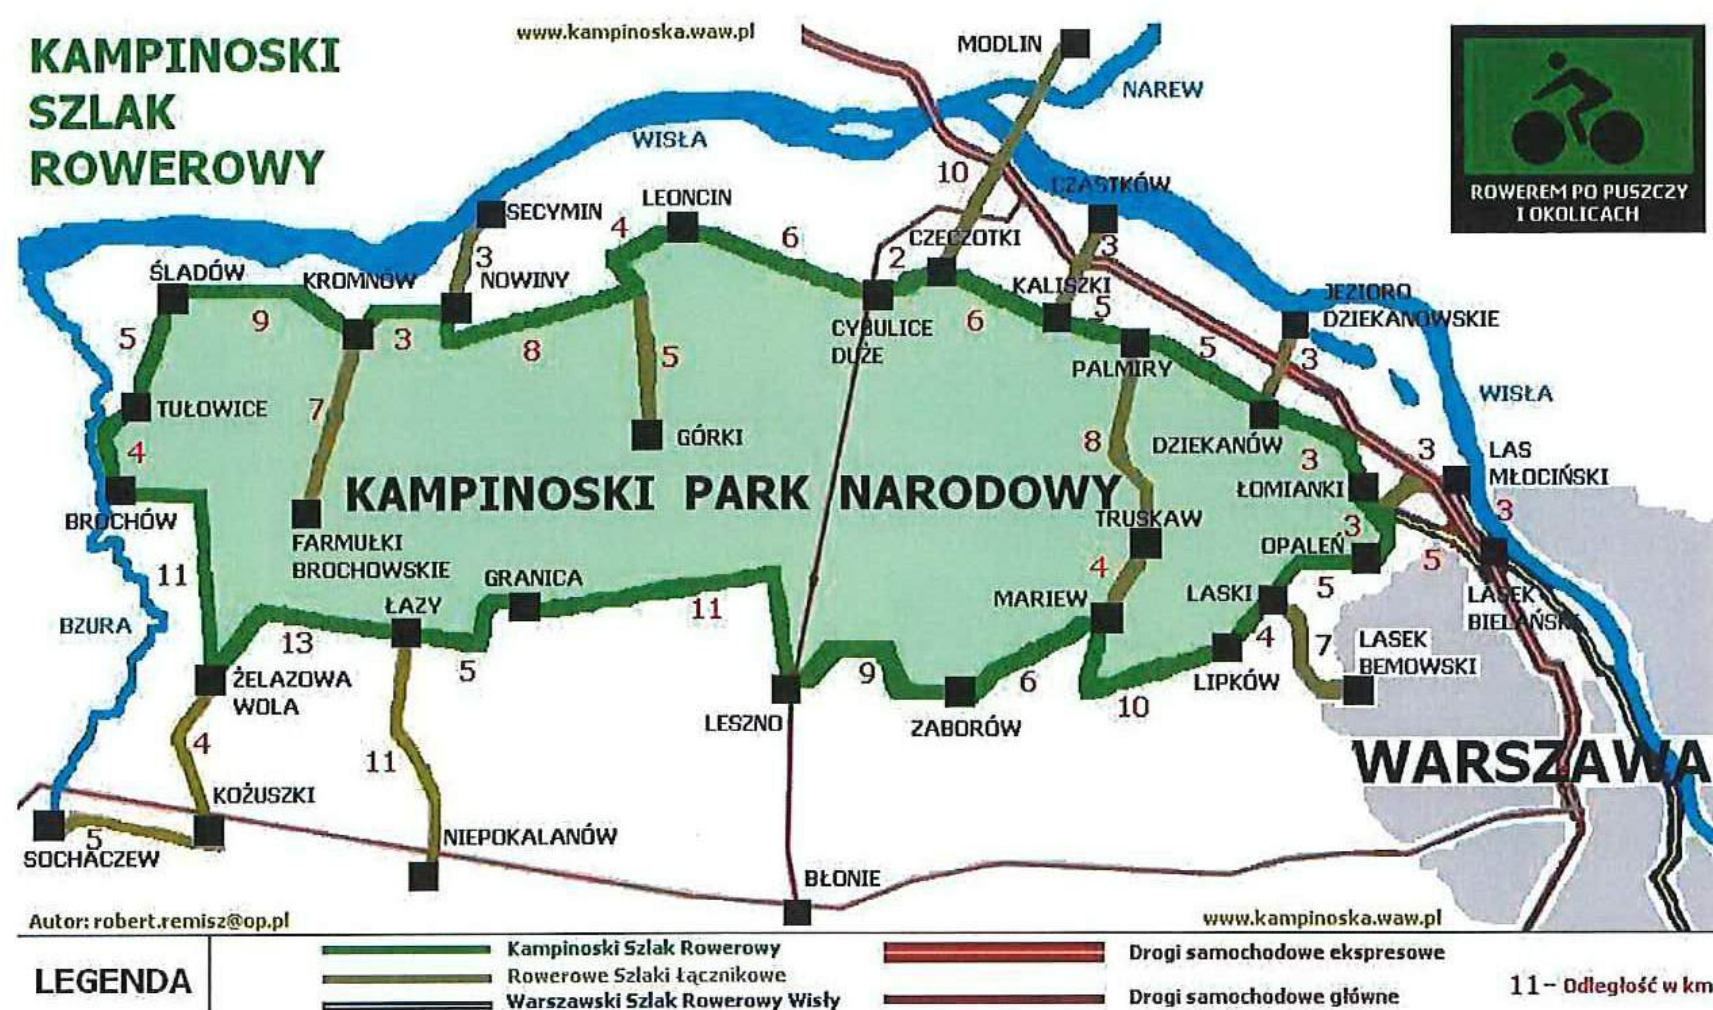 KAMPINOSKI
SZLAK
ROWEROWY
www.kampinoska.waw.pl
MODLIN
NAREW
WISŁA
ROWEREM PO PUSZCZY
I OKOLICACH
10
CZĄSTKÓW
LEONCIN
SECYMIN
4
6
3
CZECZOTKI
2
3
ŚLADÓW
KROMNÓW
NOWINY
KALISZKI
JEZIORO
DZIEKANOWSKIE
5
9
3
8
CYBULICE
DUŻE
6
5
5
3
5
PALMIRY
WISŁA
TUŁOWICE
7
GÓRKI
8
DZIEKANÓW
4
3
3
LAS
MŁOCIŃSKI
KAMPINOSKI PARK NARODOWY
ŁOMIANKI
BROCHÓW
TRUSKAW
3
3
FARMUŁKI
BROCHOWSKIE
OPALEŃ
5
11
GRANICA
4
5
ŁAZY
11
MARIEW
LASKI
LASEK
BIELAŃSKI
BZURA
13
5
9
6
4
7
LASEK
BEMOWSKI
ŻELAZOWA
WOLA
LIPKÓW
10
LESZNO
ZABORÓW
4
11
WARSZAWA
KOŻUSZKI
5
NIEPOKALANÓW
SOCHACZEW
BŁONIE
Autor: robert.remisz@op.pl
www.kampinoska.waw.pl
LEGENDA
Kampinoski Szlak Rowerowy
Rowerowe Szlaki Łącznikowe
Warszawski Szlak Rowerowy Wisły
Drogi samochodowe ekspresowe
Drogi samochodowe główne
11 - Odległość w km